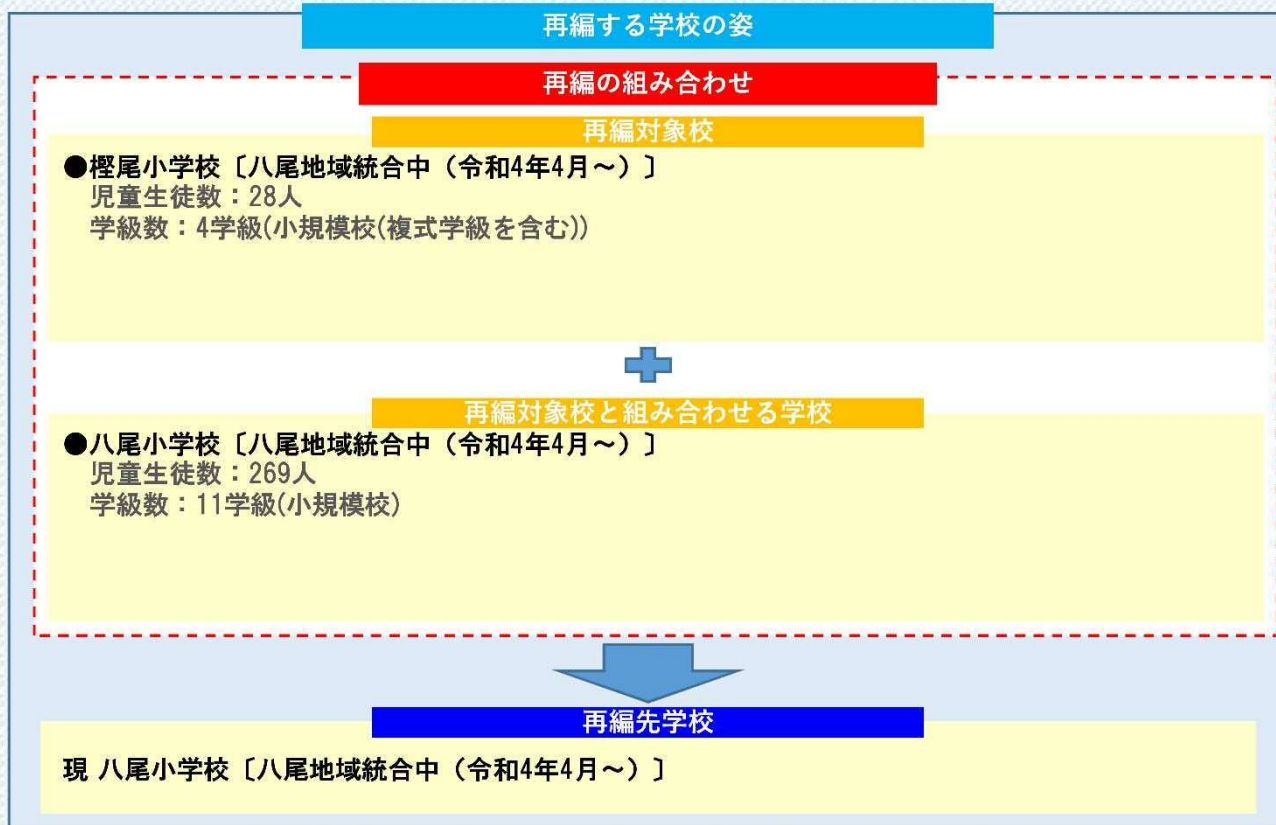 再編する学校の姿
再編の組み合わせ
再編対象校
●樫尾小学校〔八尾地域統合中（令和4年4月～）〕
児童生徒数：28人
学級数：4学級(小規模校(複式学級を含む))
再編対象校と組み合わせる学校
●八尾小学校〔八尾地域統合中（令和4年4月～）〕
児童生徒数：269人
学級数：11学級(小規模校)
再編先学校
現 八尾小学校〔八尾地域統合中（令和4年4月～）〕